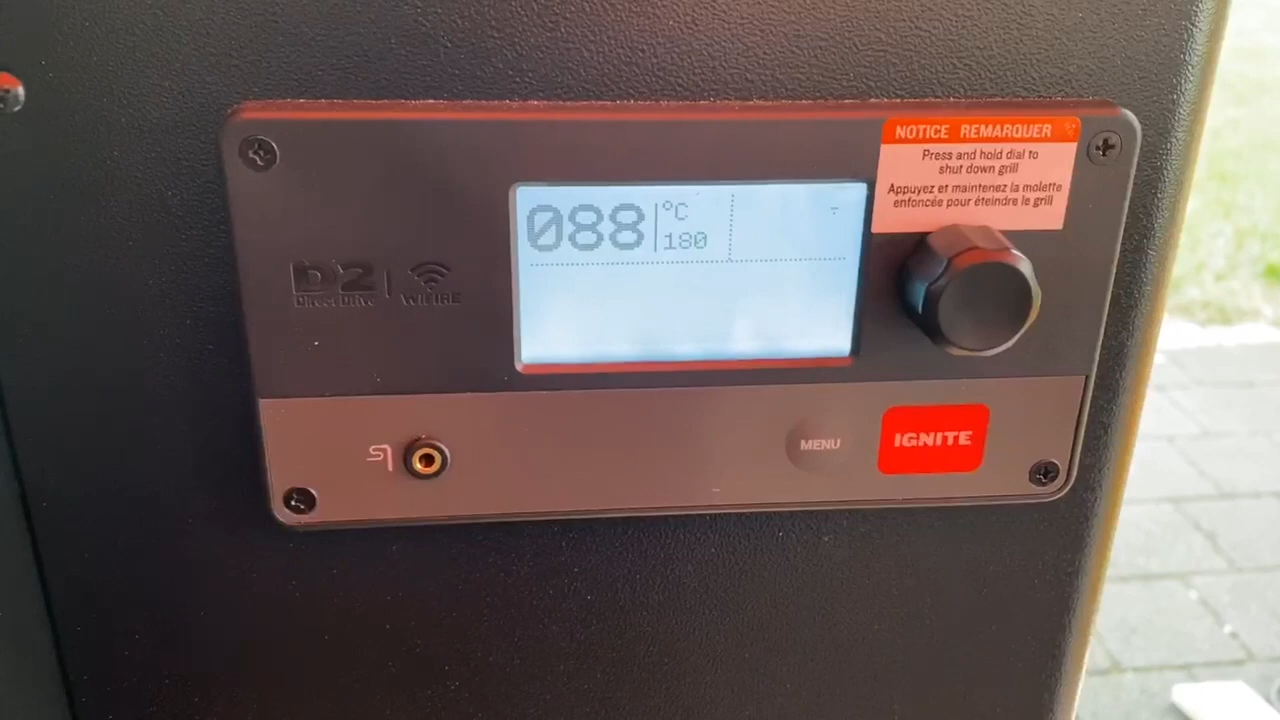 NOTICE REMARQUER
Press and hold dial to
shut down grill
Appuyez et maintenez la molette
enfoncée pour éteindre le grill
088
°C
180
D2
Direct Drive
WiFIRE
MENU
IGNITE